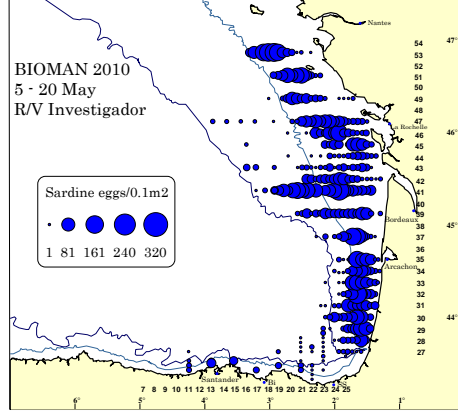 Nantes
47°
54
53
52
51
50
49
48
47
46
45
44
43
42
41
40
39
38
37
36
35
34
33
32
31
30
29
28
27
BIOMAN 2010
5 - 20 May
R/V Investigador
a Rochelle
46°
Sardine eggs/0.1m2
1 81 161 240 320
Bordeaux
45°
Arcachon
44°
Santander
Bi
SS
7 8 9 10 11 12 13 14 15 16 17 18 19 20 21 22 23 24 25
6° 5° 4° 3° 2° 1°